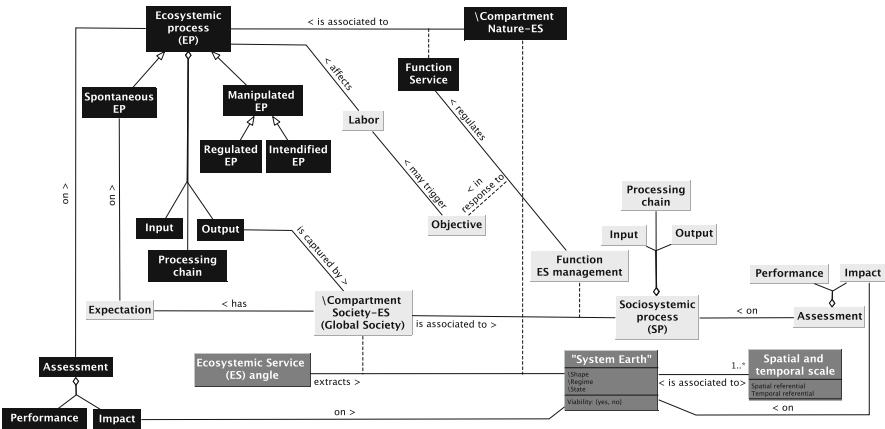 Ecosystemic
process
(EP)
< is associated to
\Compartment
Nature-ES
Function
Service
< affects
Spontaneous
EP
Manipulated
EP
Labor
< regulates
Regulated
EP
Intendified
EP
on >
on >
< may trigger
< in
response to
Processing
chain
Input
Output
Objective
Input
Output
Processing
chain
is captured by >
Function
ES management
Performance
Impact
Expectation
< has
\Compartment
Society-ES
(Global Society)
is associated to >
Sociosystemic
process
(SP)
< on
Assessment
Assessment
Ecosystemic Service
(ES) angle
extracts >
"System Earth"
\Shape
\Regime
\State
Viability: (yes, no)
1..*
< is associated to>
Spatial and
temporal scale
Spatial referential
Temporal referential
Performance
Impact
on >
< on